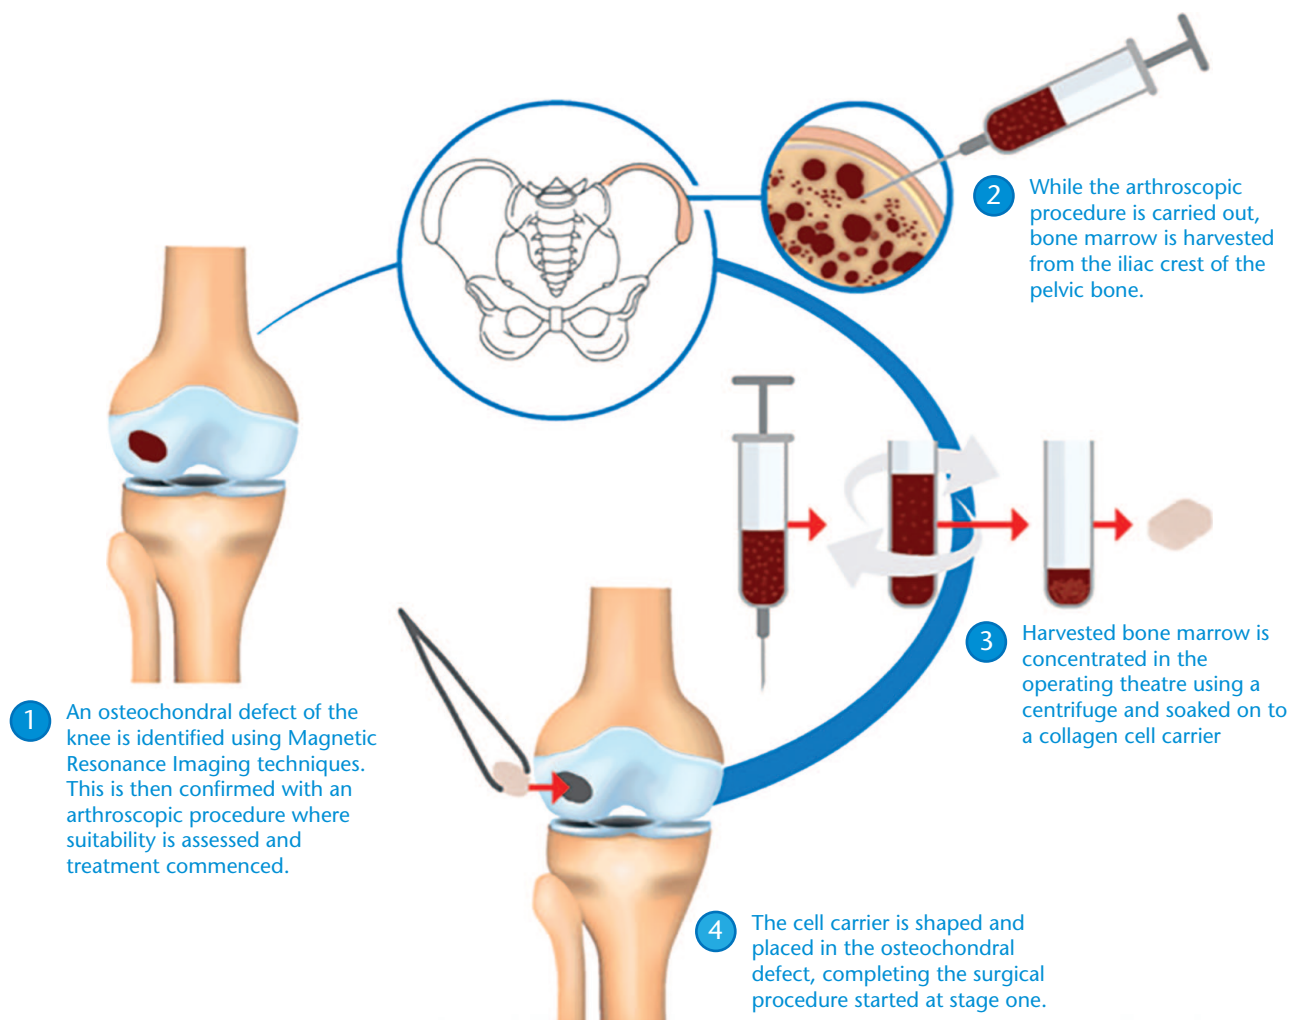 2
While the arthroscopic
procedure is carried out,
bone marrow is harvested
from the iliac crest of the
pelvic bone.
3
Harvested bone marrow is
concentrated in the
operating theatre using a
centrifuge and soaked on to
a collagen cell carrier
1
An osteochondral defect of the
knee is identified using Magnetic
Resonance Imaging techniques.
This is then confirmed with an
arthroscopic procedure where
suitability is assessed and
treatment commenced.
4
The cell carrier is shaped and
placed in the osteochondral
defect, completing the surgical
procedure started at stage one.